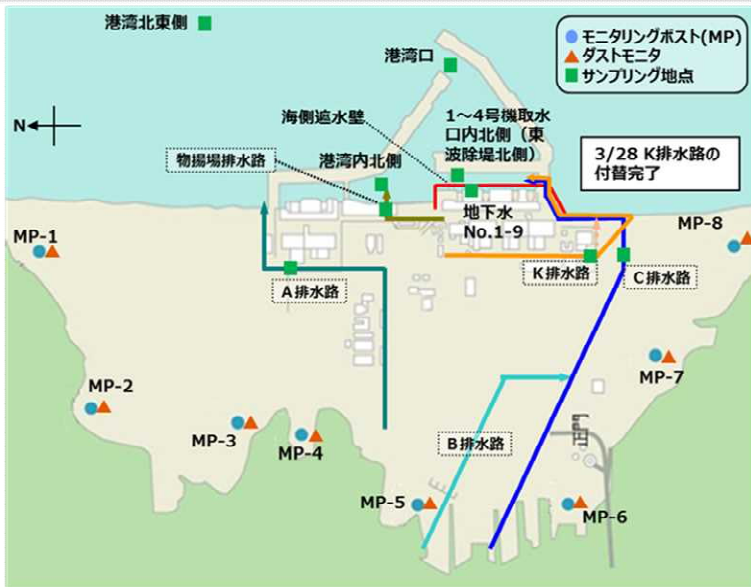 港湾北東側
港湾口
モニタリングポスト(MP)
ダストモニタ
サンプリング地点
N
海側遮水壁
1～4号機取水
口内北側（東
波除堤北側）
物揚場排水路
港湾内北側
3/28 K排水路の
付替完了
地下水
No.1-9
MP-1
MP-8
A排水路
K排水路
C排水路
MP-7
MP-2
MP-3
MP-4
B排水路
正門
MP-5
MP-6